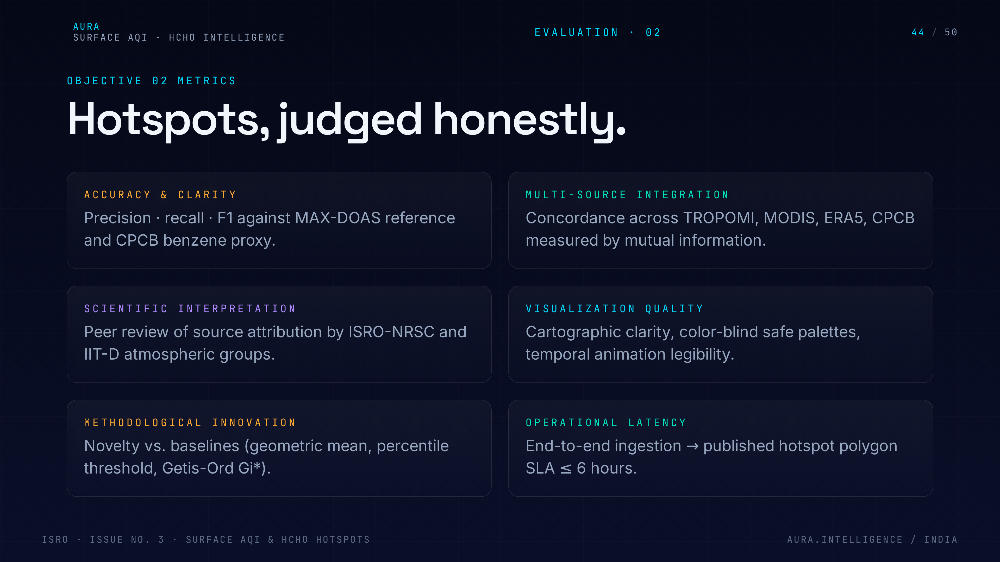 AURA
SURFACE AQI · HCHO INTELLIGENCE
EVALUATION · 02
44 / 50
OBJECTIVE 02 METRICS
Hotspots, judged honestly.
ACCURACY & CLARITY
Precision · recall · F1 against MAX-DOAS reference
and CPCB benzene proxy.
MULTI-SOURCE INTEGRATION
Concordance across TROPOMI, MODIS, ERA5, CPCB
measured by mutual information.
SCIENTIFIC INTERPRETATION
Peer review of source attribution by ISRO-NRSC and
IIT-D atmospheric groups.
VISUALIZATION QUALITY
Cartographic clarity, color-blind safe palettes,
temporal animation legibility.
METHODOLOGICAL INNOVATION
Novelty vs. baselines (geometric mean, percentile
threshold, Getis-Ord Gi*).
OPERATIONAL LATENCY
End-to-end ingestion → published hotspot polygon
SLA ≤ 6 hours.
ISRO · ISSUE NO. 3 · SURFACE AQI & HCHO HOTSPOTS
AURA.INTELLIGENCE / INDIA